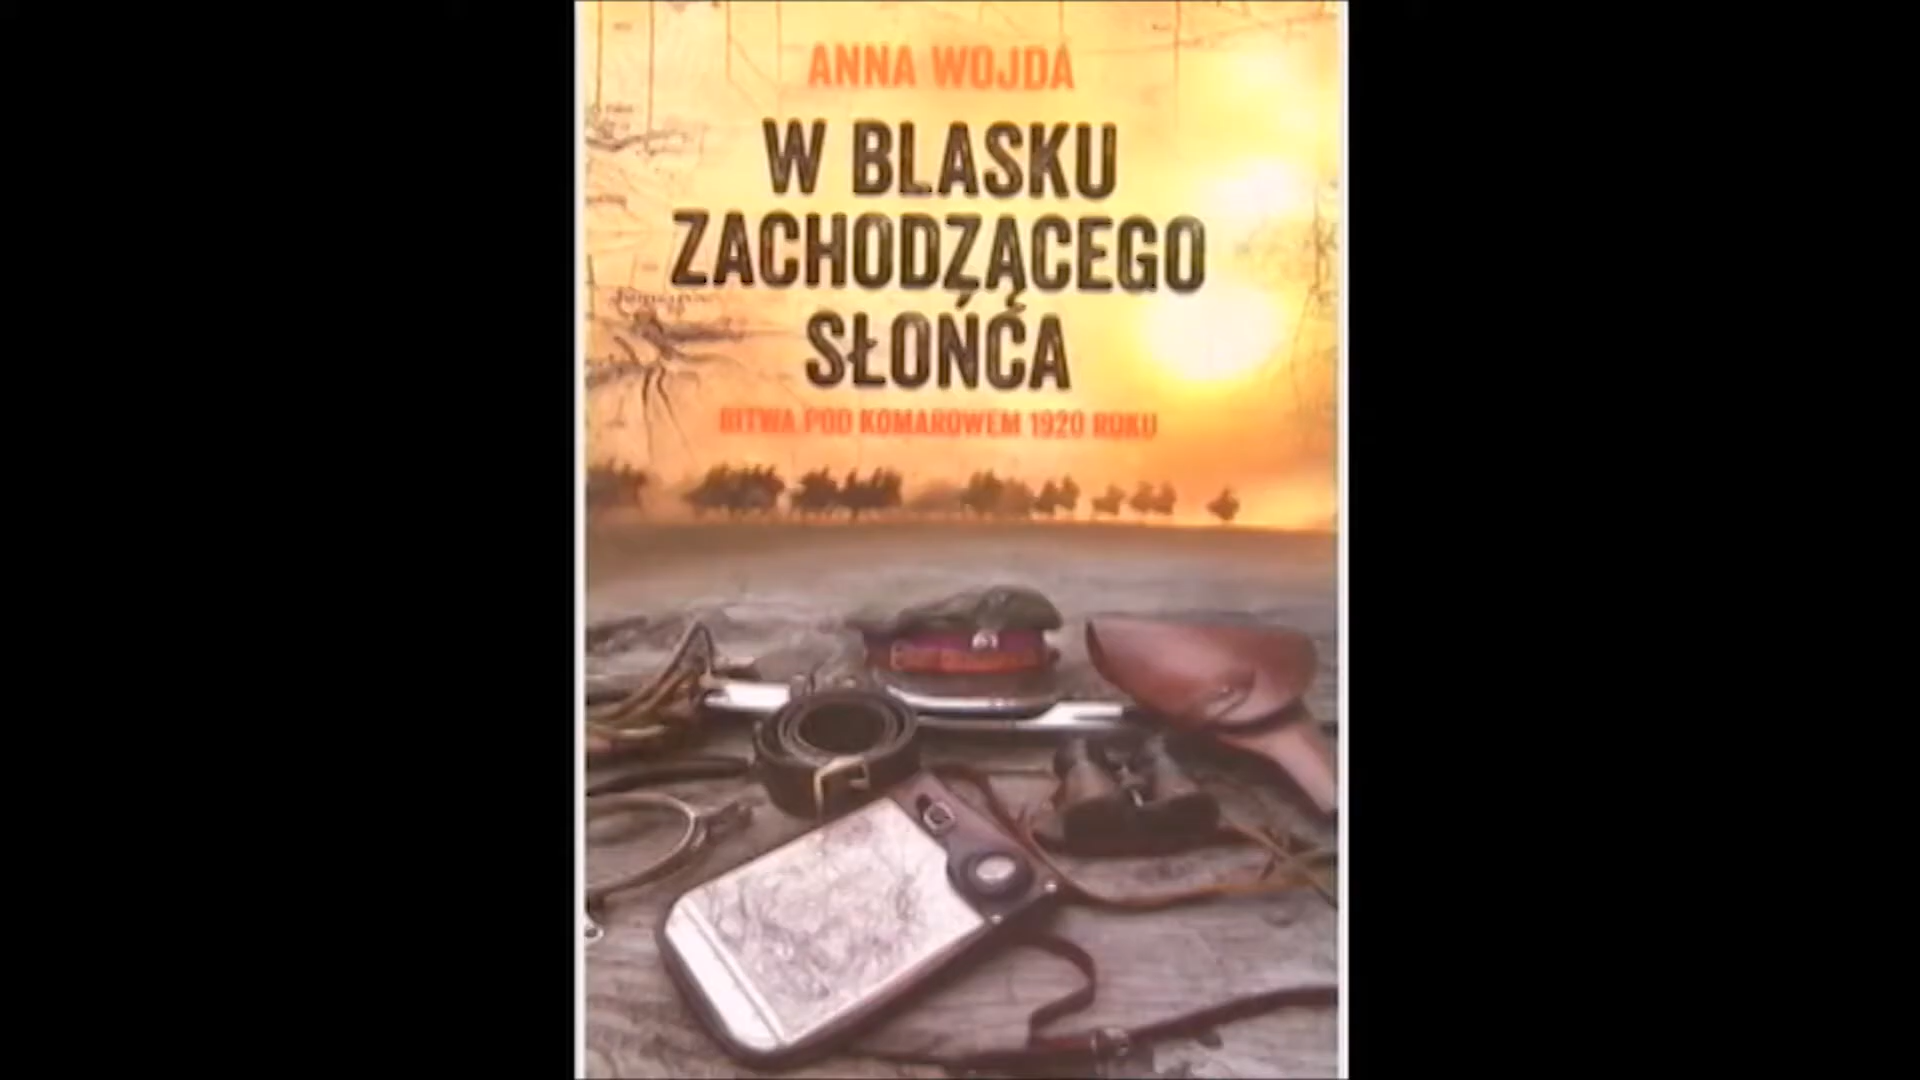 ANNA WOJDA
W BLASKU
ZACHODZĄCEGO
SŁOŃCA
BITWA POD KOMAROWEM 1920 ROKU